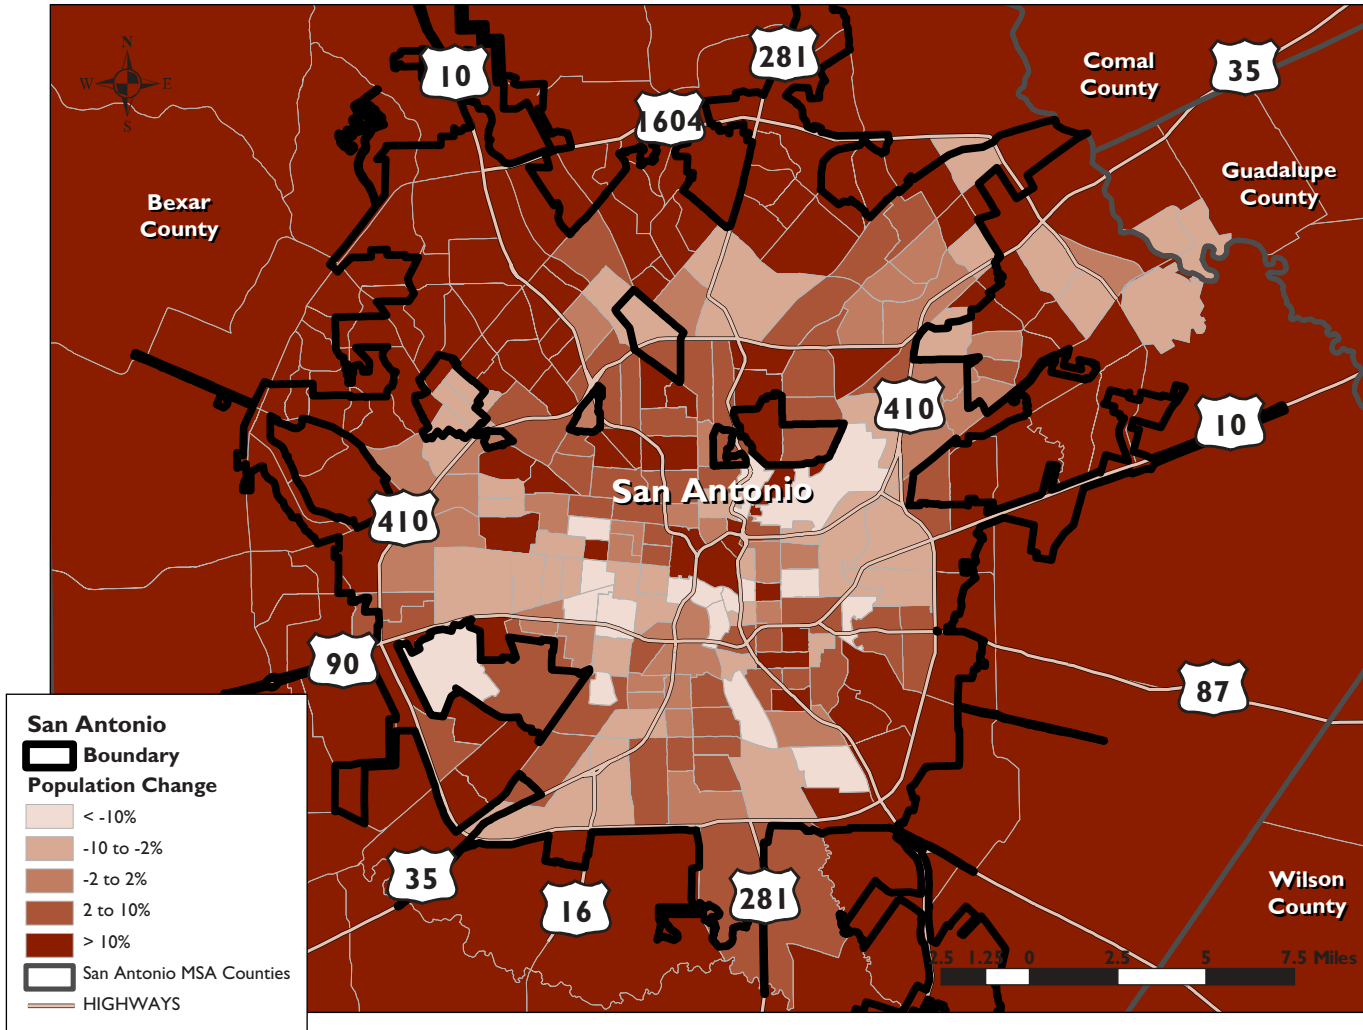 N
W E
S
10
281
1604
35
Comal
County
Guadalupe
County
Bexar
County
410
10
San Antonio
410
90
87
35
16
281
Wilson
County
San Antonio
Boundary
Population Change
< -10%
-10 to -2%
-2 to 2%
2 to 10%
> 10%
San Antonio MSA Counties
HIGHWAYS
2.5 1.25 0 2.5 5 7.5 Miles